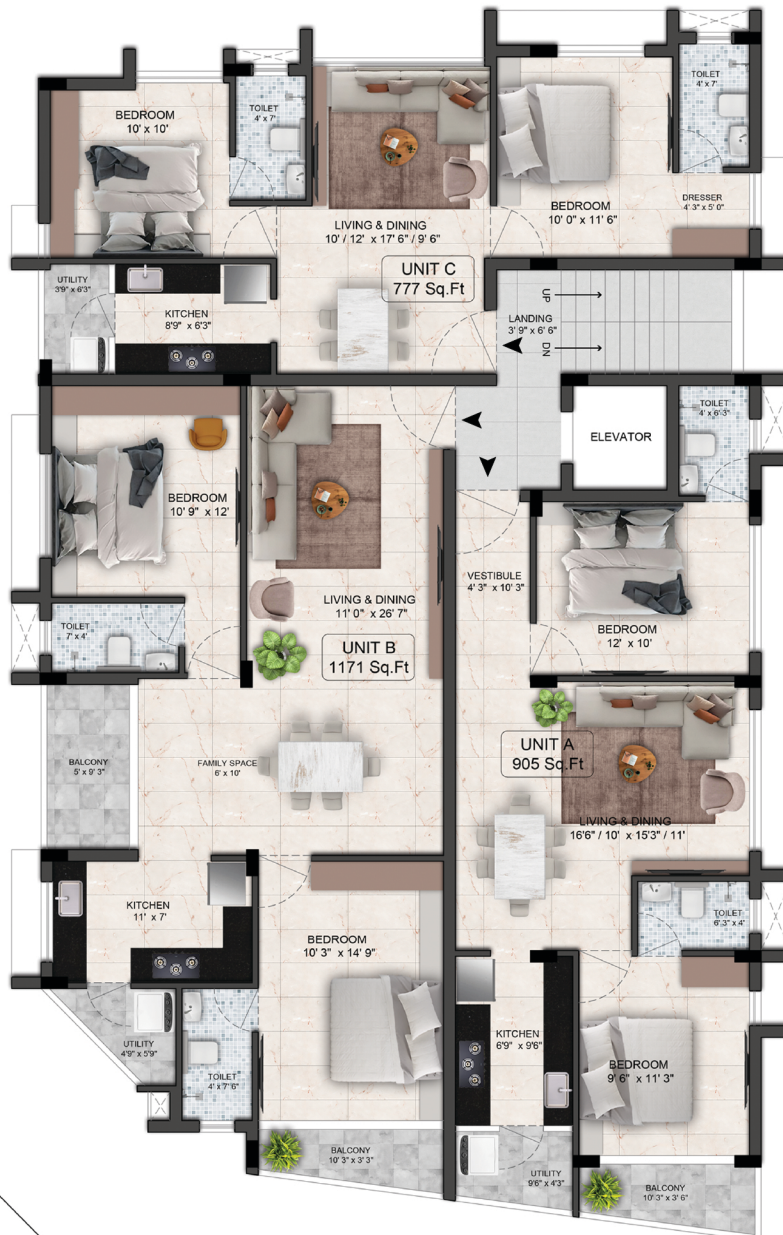 BEDROOM
10' x 10'
TOILET
4' x 7'
LIVING & DINING
10' / 12' x 17' 6" / 9' 6"
BEDROOM
10' 0" x 11' 6"
TOILET
4' x 7'
DRESSER
4' 3" x 5' 0"
UNIT C
777 Sq.Ft
UTILITY
3'9" x 6'3"
KITCHEN
8'9" x 6'3"
UP
LANDING
3' 9" x 6' 6"
DN
ELEVATOR
TOILET
4' x 6'·3"
BEDROOM
10' 9" x 12'
LIVING & DINING
11' 0" x 26' 7"
UNIT B
1171 Sq.Ft
TOILET
7' x 4'
VESTIBULE
4' 3" x 10' 3"
BEDROOM
12' x 10'
BALCONY
5' x 9' 3"
FAMILY SPACE
6' x 10'
UNIT A
905 Sq.Ft
LIVING & DINING
16'6" / 10' x 15'3" / 11'
KITCHEN
11' x 7'
BEDROOM
10' 3" x 14' 9"
TOILET
6' 3" x 4'
UTILITY
4'9" x 5'9"
TOILET
4' x 7' 6"
KITCHEN
6'9" x 9'6"
BEDROOM
9' 6" x 11' 3"
BALCONY
10' 3" x 3' 3"
UTILITY
9'6" x 4'3"
BALCONY
10' 3" x 3' 6"